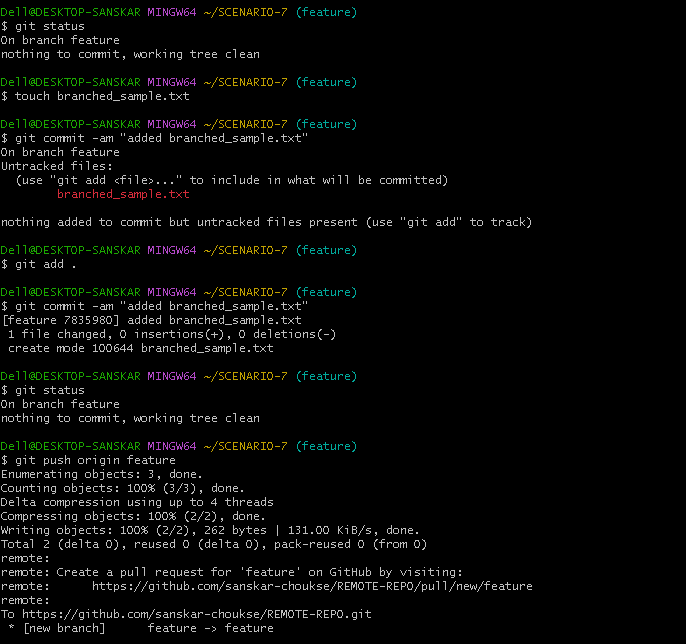 Dell@DESKTOP-SANSKAR MINGW64 ~/SCENARIO-7 (feature)
$ git status
On branch feature
nothing to commit, working tree clean
Dell@DESKTOP-SANSKAR MINGW64 ~/SCENARIO-7 (feature)
$ touch branched_sample.txt
Dell@DESKTOP-SANSKAR MINGW64 ~/SCENARIO-7 (feature)
$ git commit -am "added branched_sample.txt"
On branch feature
Untracked files:
  (use "git add <file>..." to include in what will be committed)
        branched_sample.txt
nothing added to commit but untracked files present (use "git add" to track)
Dell@DESKTOP-SANSKAR MINGW64 ~/SCENARIO-7 (feature)
$ git add .
Dell@DESKTOP-SANSKAR MINGW64 ~/SCENARIO-7 (feature)
$ git commit -am "added branched_sample.txt"
[feature 7835980] added branched_sample.txt
 1 file changed, 0 insertions(+), 0 deletions(-)
 create mode 100644 branched_sample.txt
Dell@DESKTOP-SANSKAR MINGW64 ~/SCENARIO-7 (feature)
$ git status
On branch feature
nothing to commit, working tree clean
Dell@DESKTOP-SANSKAR MINGW64 ~/SCENARIO-7 (feature)
$ git push origin feature
Enumerating objects: 3, done.
Counting objects: 100% (3/3), done.
Delta compression using up to 4 threads
Compressing objects: 100% (2/2), done.
Writing objects: 100% (2/2), 262 bytes | 131.00 KiB/s, done.
Total 2 (delta 0), reused 0 (delta 0), pack-reused 0 (from 0)
remote:
remote: Create a pull request for 'feature' on GitHub by visiting:
remote:      https://github.com/sanskar-choukse/REMOTE-REPO/pull/new/feature
remote:
To https://github.com/sanskar-choukse/REMOTE-REPO.git
 * [new branch]      feature -> feature